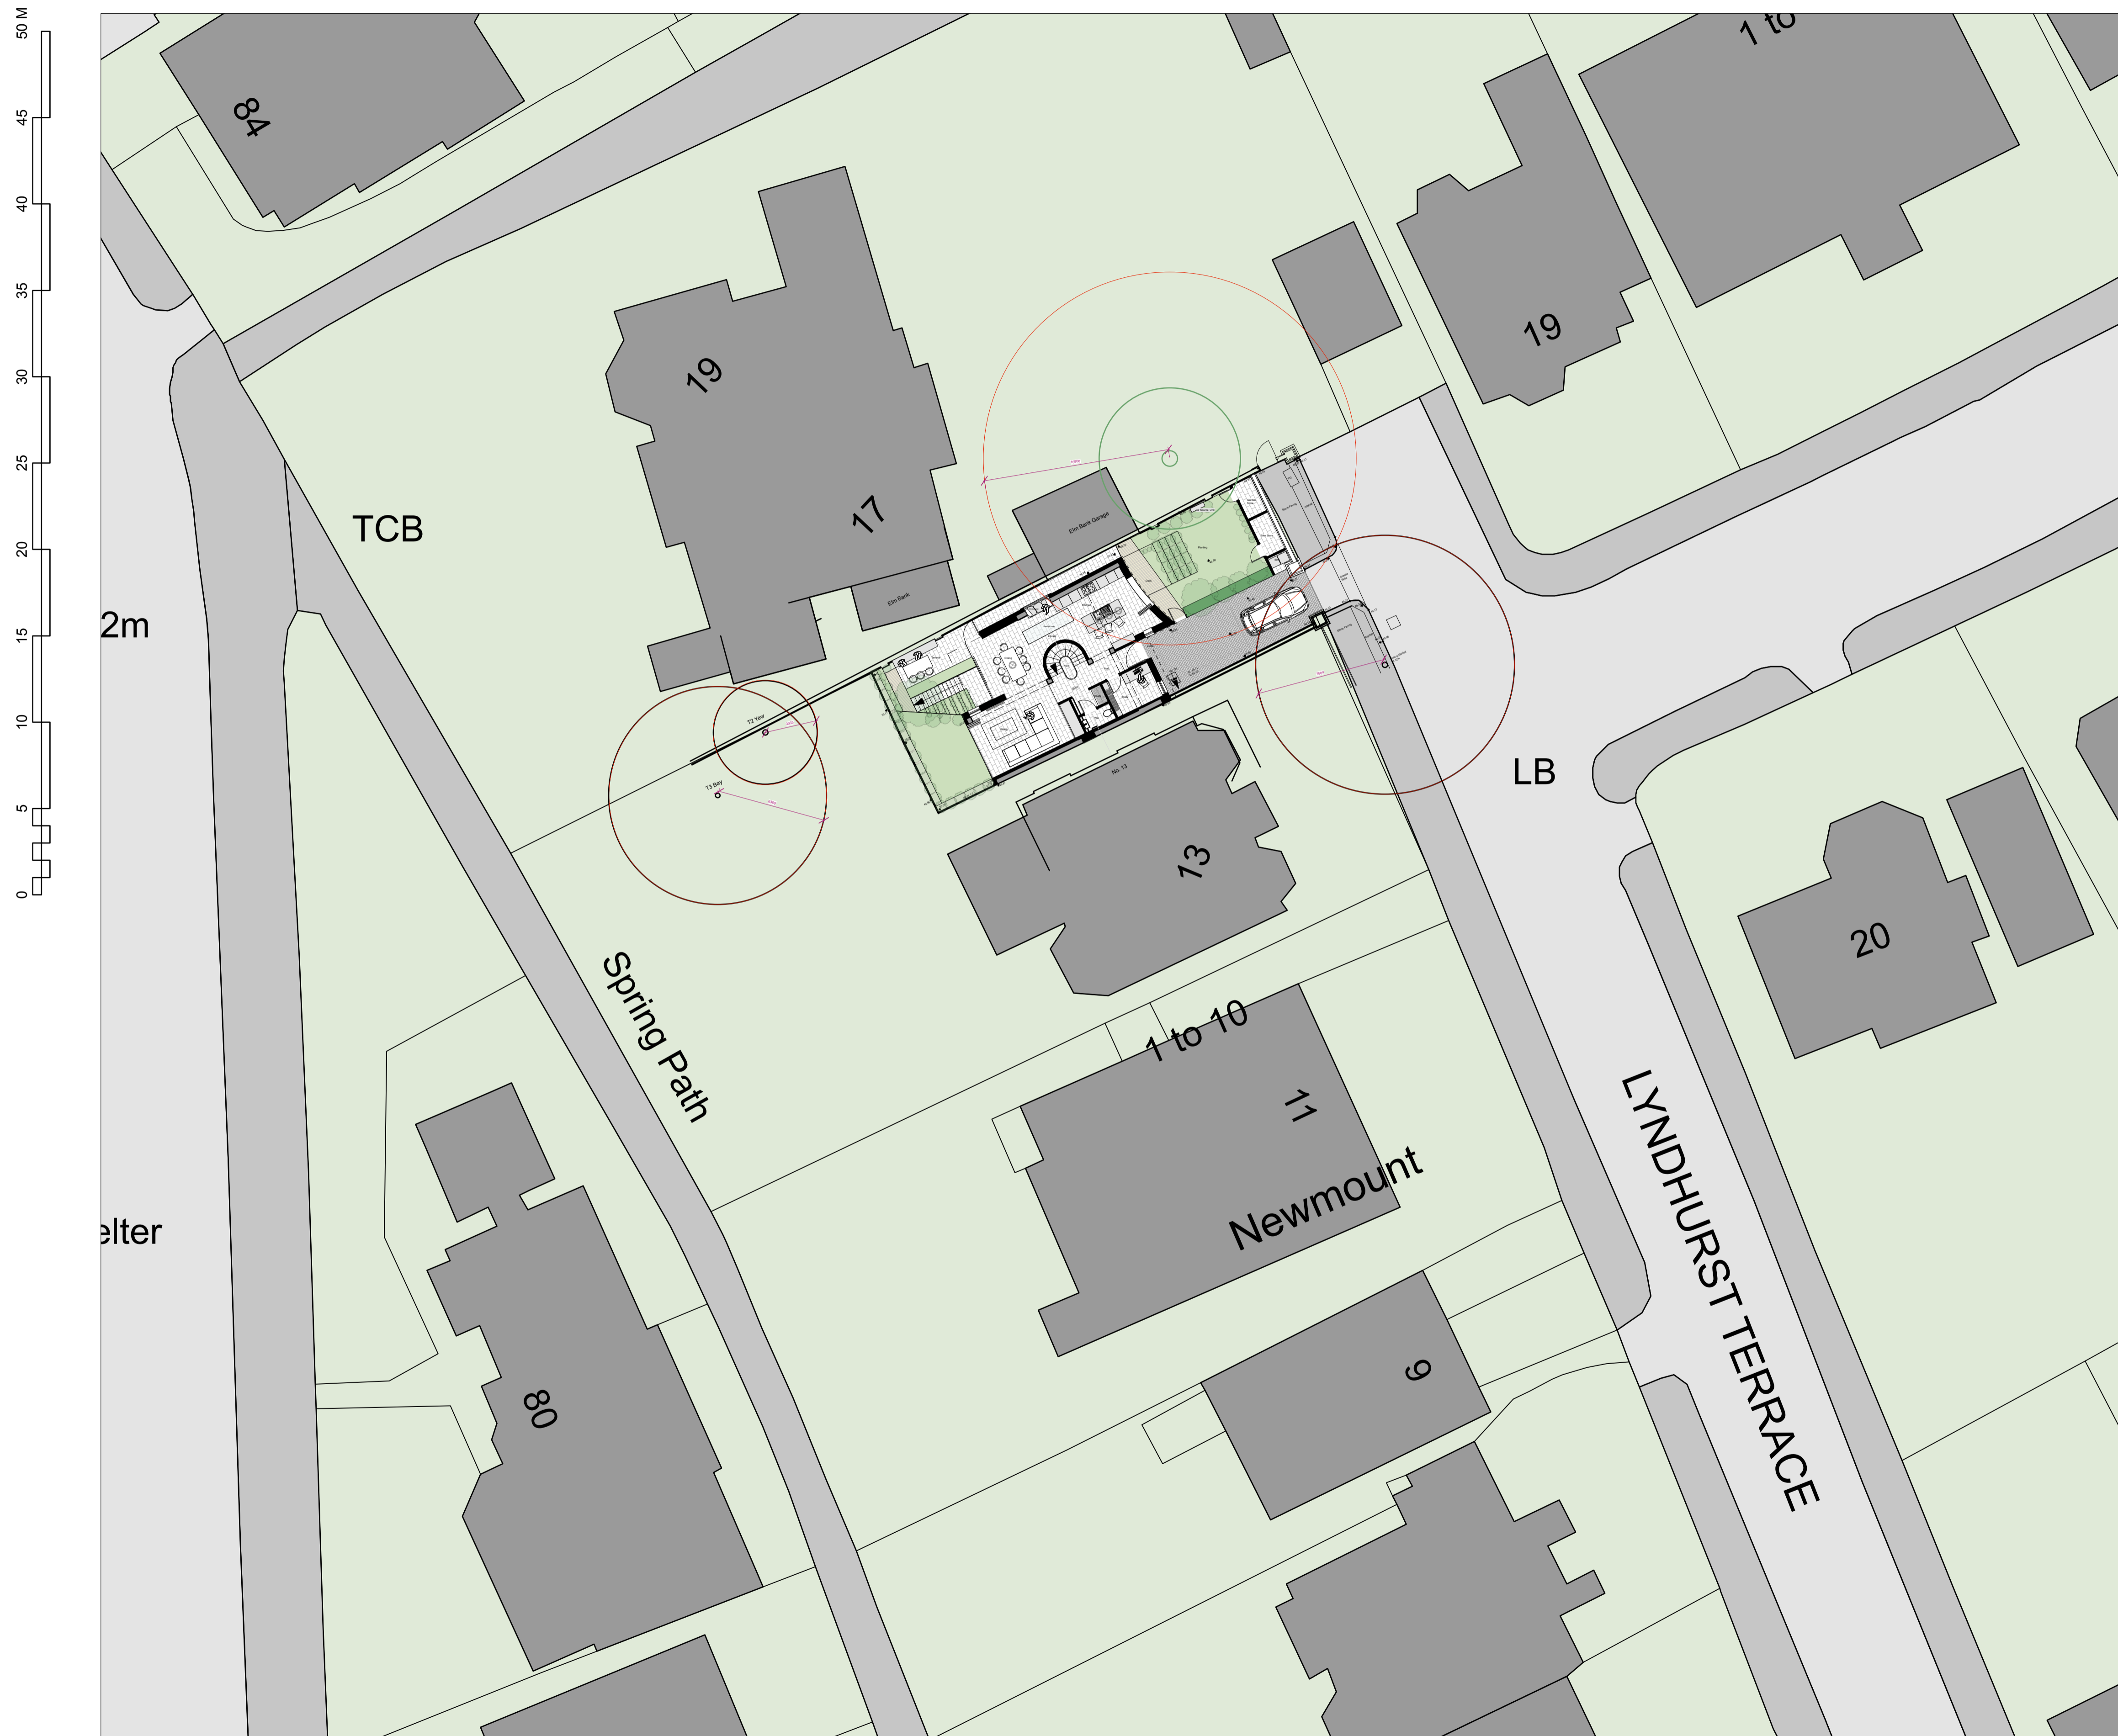 50 M
45
40
35
30
25
20
15
10
5
0
84
1 to
19
19
17
TCB
Elm Bank Garage
Elm Bank
2m
T2 Yew
T3 Bay
No. 13
LB
13
20
Spring Path
1 to 10
11
Newmount
LYNDHURST TERRACE
elter
80
9